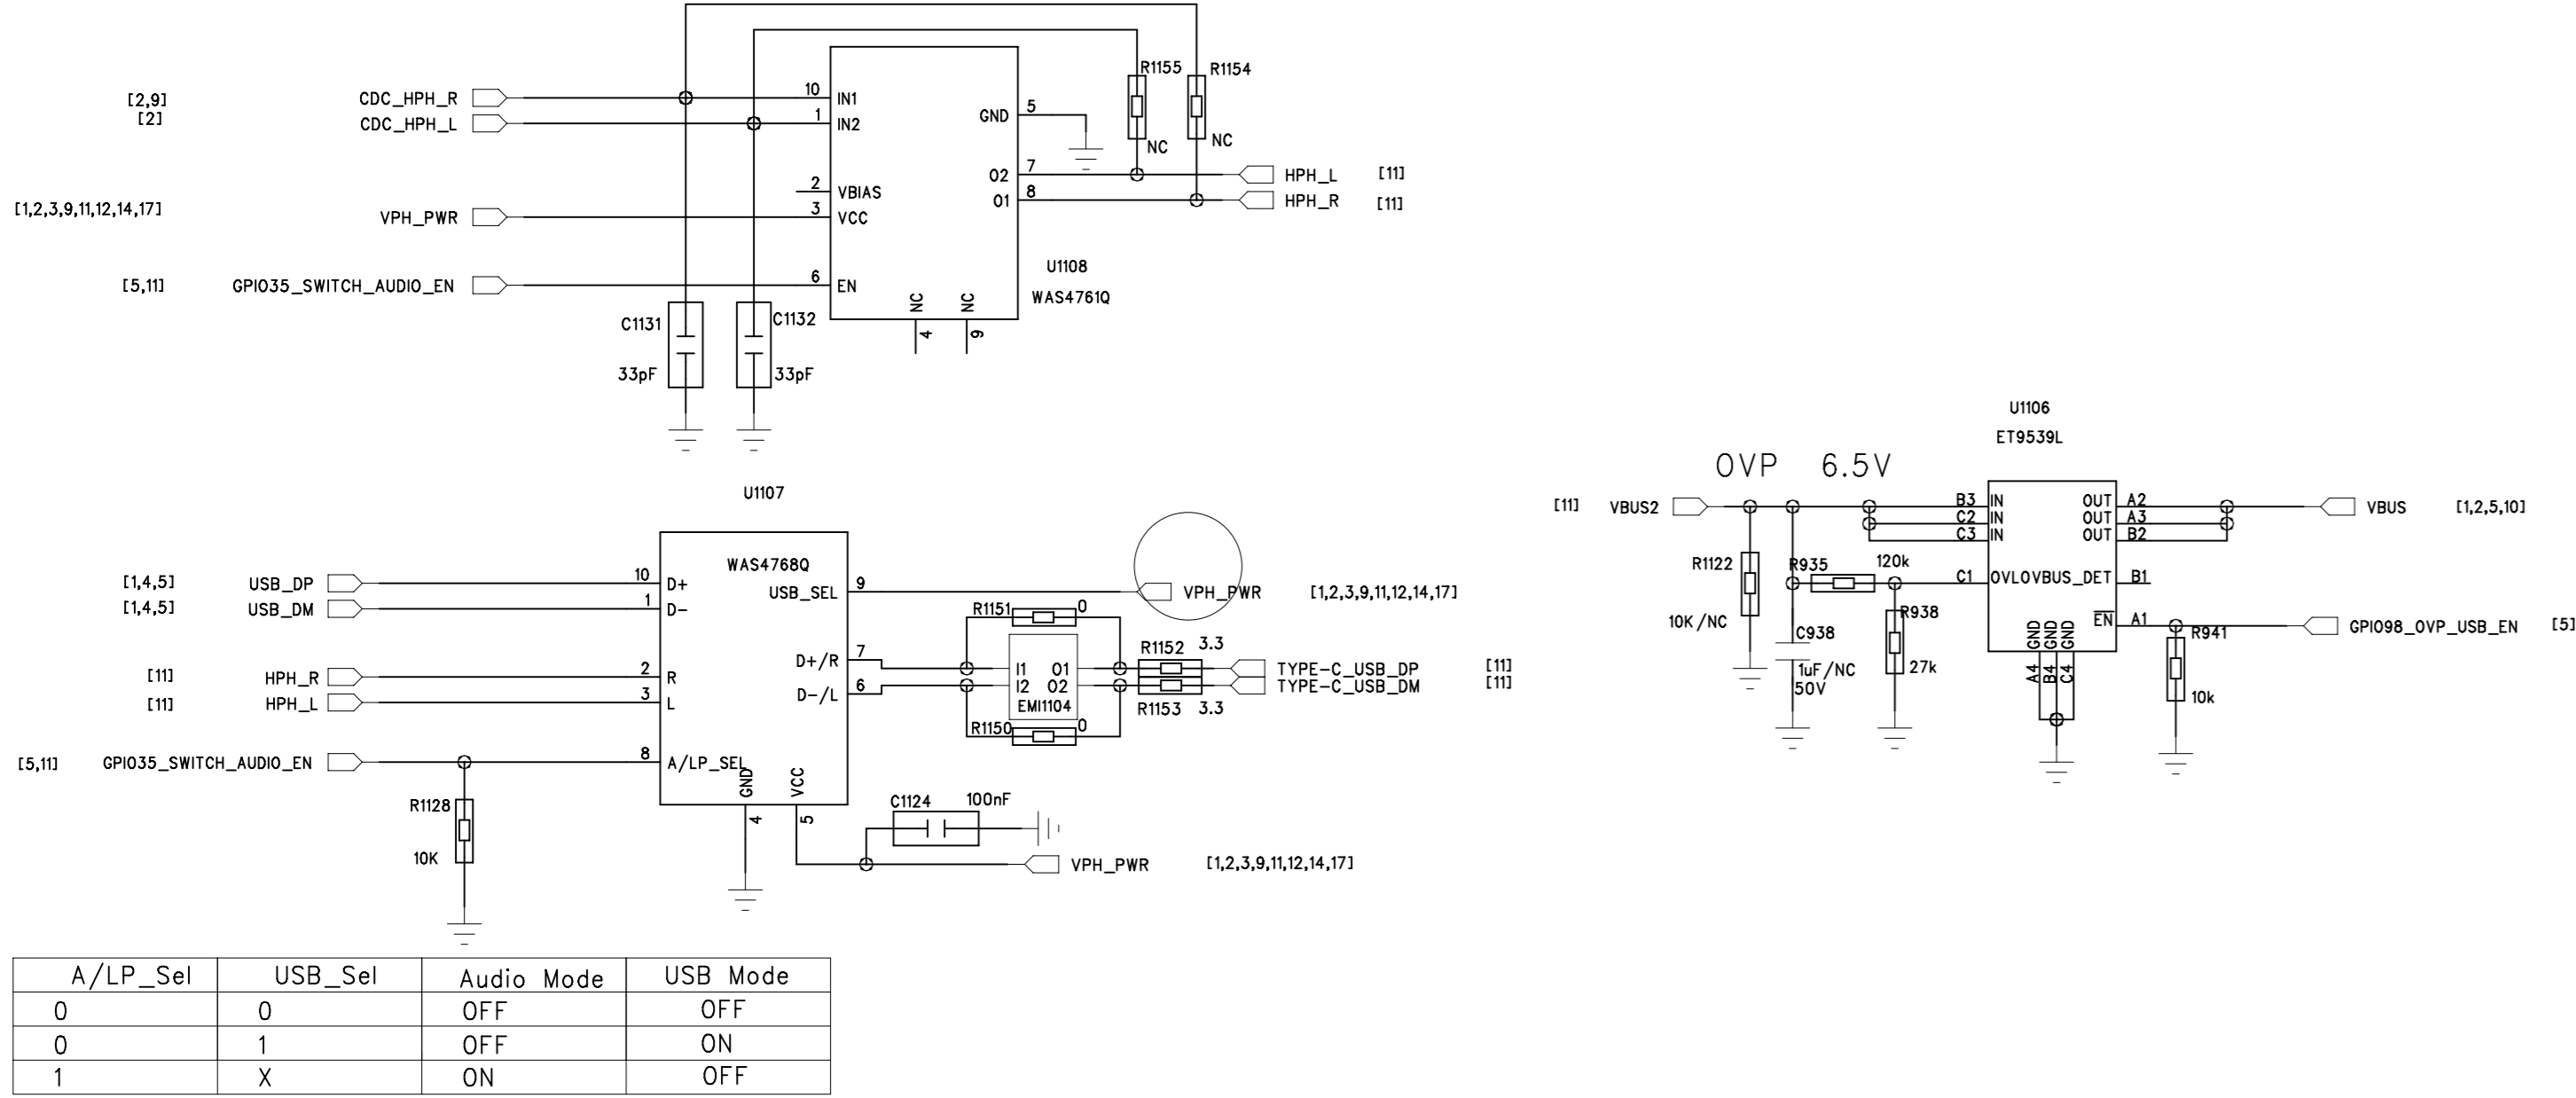 R1155
R1154
[2,9]
CDC_HPH_R
10
IN1
[2]
CDC_HPH_L
1
IN2
GND
5
NC
NC
O2
7
HPH_L
[11]
2
VBIAS
O1
8
HPH_R
[11]
[1,2,3,9,11,12,14,17]
VPH_PWR
3
VCC
U1108
WAS4761Q
[5,11]
GPIO35_SWITCH_AUDIO_EN
6
EN
NC
NC
4
9
C1131
C1132
33pF
33pF
U1107
WAS4768Q
[1,4,5]
USB_DP
10
D+
USB_SEL
9
VPH_PWR
[1,2,3,9,11,12,14,17]
[1,4,5]
USB_DM
1
D-
R1151
0
[11]
HPH_R
2
R
D+/R
7
I1
O1
R1152
3.3
TYPE-C_USB_DP
[11]
[11]
HPH_L
3
L
D-/L
6
I2
O2
TYPE-C_USB_DM
[11]
EMI1104
R1153
3.3
R1150
0
[5,11]
GPIO35_SWITCH_AUDIO_EN
8
A/LP_SEL
GND
VCC
4
5
R1128
10K
C1124
100nF
VPH_PWR
[1,2,3,9,11,12,14,17]
U1106
ET9539L
OVP 6.5V
[11]
VBUS2
B3
IN
OUT
A2
VBUS
[1,2,5,10]
C2
IN
OUT
A3
C3
IN
OUT
B2
R1122
10K/NC
R935
120k
C1
OVLO
VBUS_DET
B1
R938
27k
C938
1uF/NC
50V
EN
A1
GPIO98_OVP_USB_EN
[5]
R941
10k
GND
GND
GND
A4
B4
C4
A/LP_Sel USB_Sel Audio Mode USB Mode
0 0 OFF OFF
0 1 OFF ON
1 X ON OFF